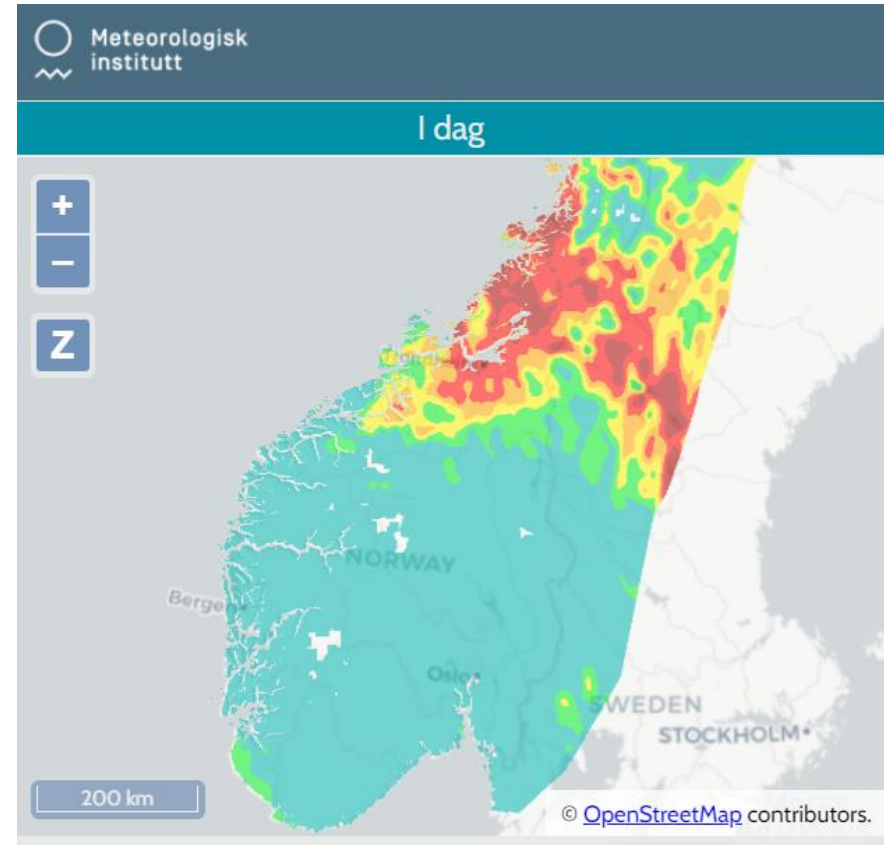 Meteorologisk
institutt
I dag
+
−
Z
NORWAY
Bergen
Oslo
SWEDEN
STOCKHOLM
200 km
© OpenStreetMap contributors.